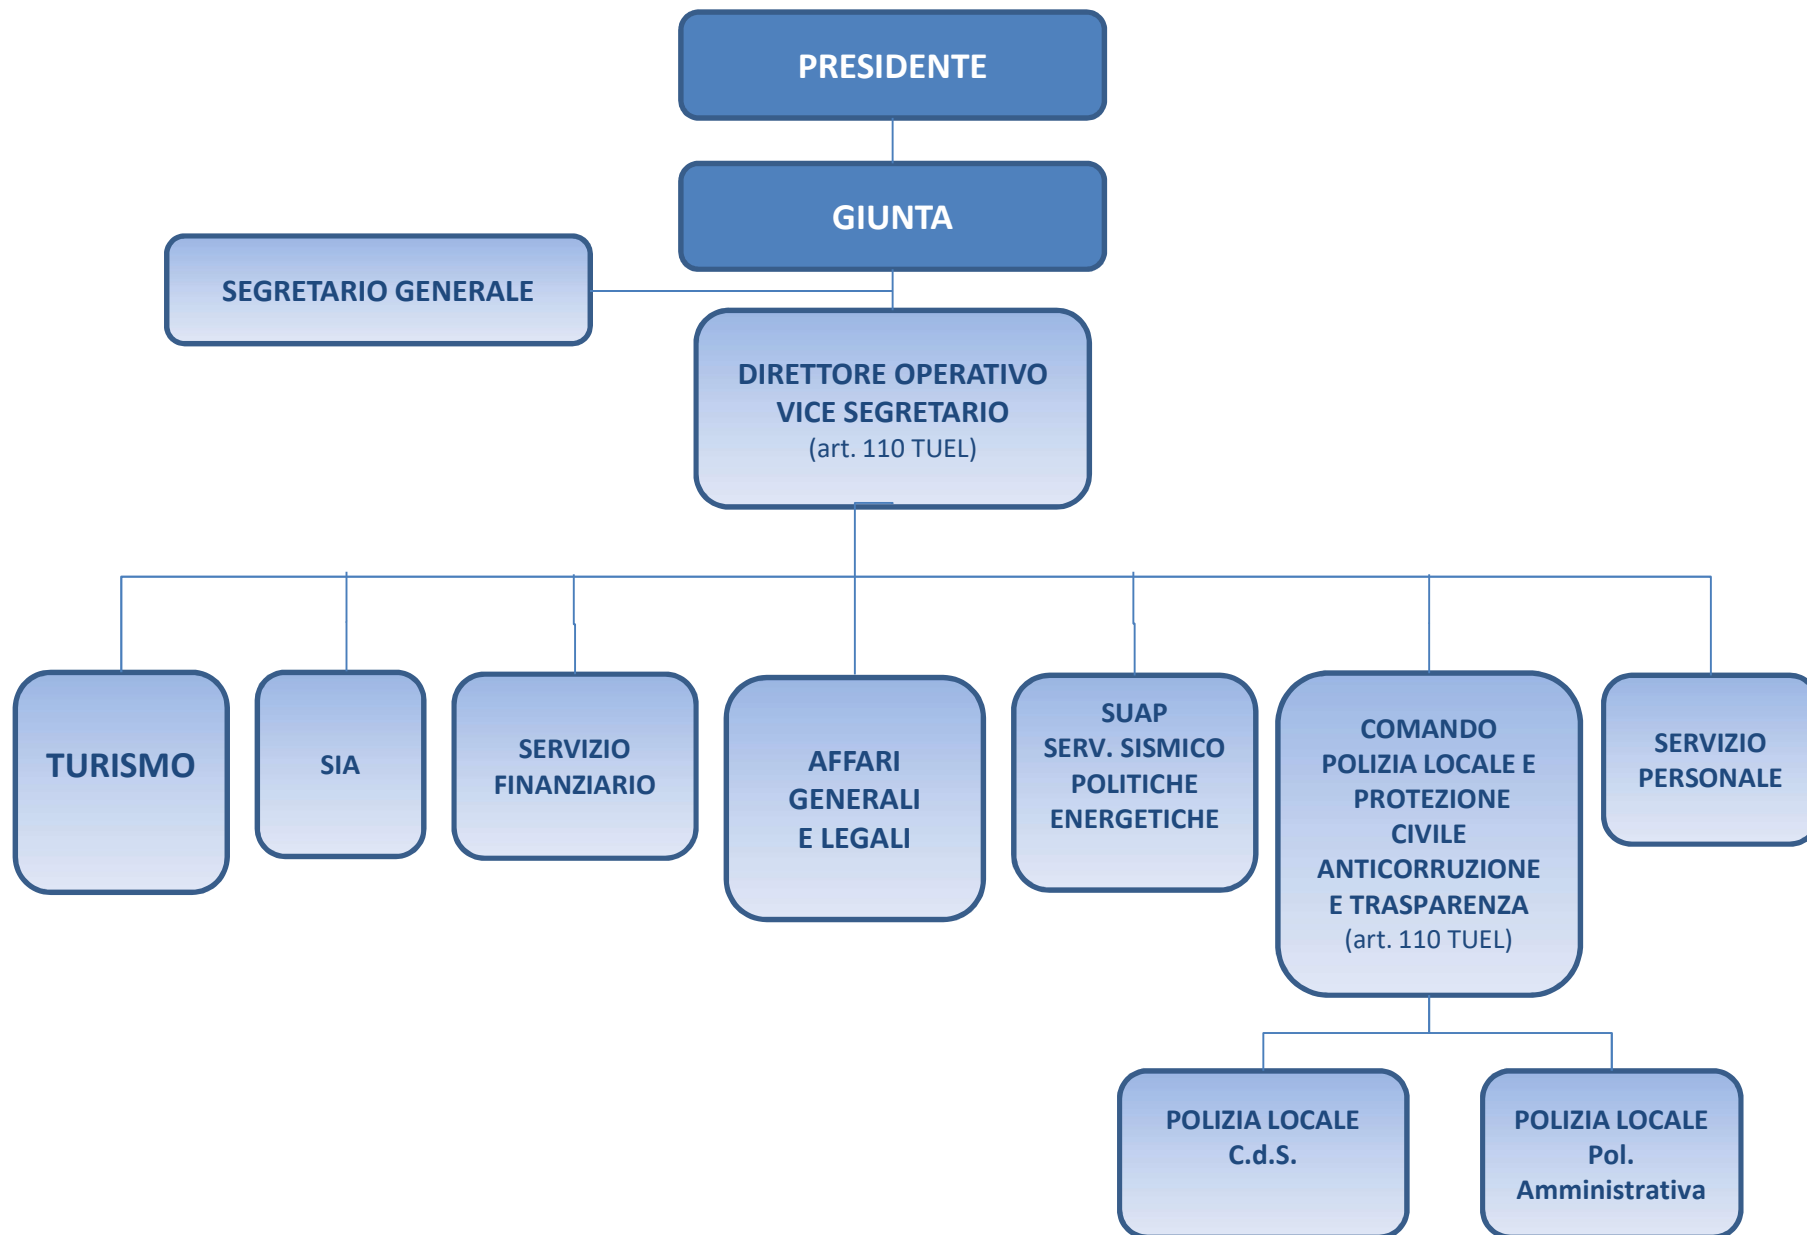 PRESIDENTE
GIUNTA
SEGRETARIO GENERALE
DIRETTORE OPERATIVO
VICE SEGRETARIO
(art. 110 TUEL)
TURISMO
SIA
SERVIZIO
FINANZIARIO
AFFARI
GENERALI
E LEGALI
SUAP
SERV. SISMICO
POLITICHE
ENERGETICHE
COMANDO
POLIZIA LOCALE E
PROTEZIONE
CIVILE
ANTICORRUZIONE
E TRASPARENZA
(art. 110 TUEL)
SERVIZIO
PERSONALE
POLIZIA LOCALE
C.d.S.
POLIZIA LOCALE
Pol.
Amministrativa